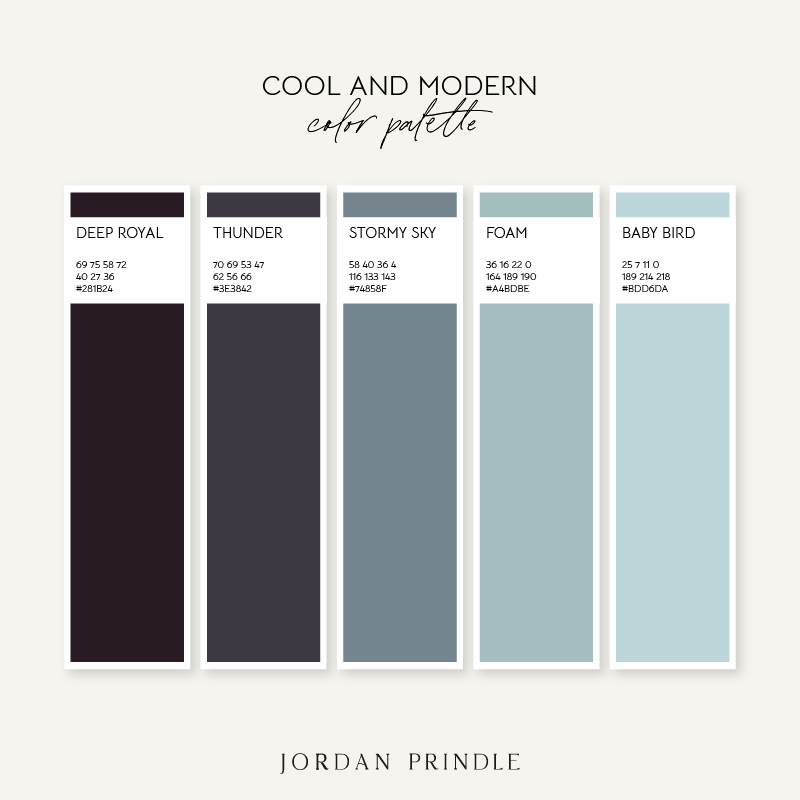 COOL AND MODERN
color palette
DEEP ROYAL
69 75 58 72
40 27 36
#281B24
THUNDER
70 69 53 47
62 56 66
#3E3842
STORMY SKY
58 40 36 4
116 133 143
#74858F
FOAM
36 16 22 0
164 189 190
#A4BDBE
BABY BIRD
25 7 11 0
189 214 218
#BDD6DA
JORDAN PRINDLE